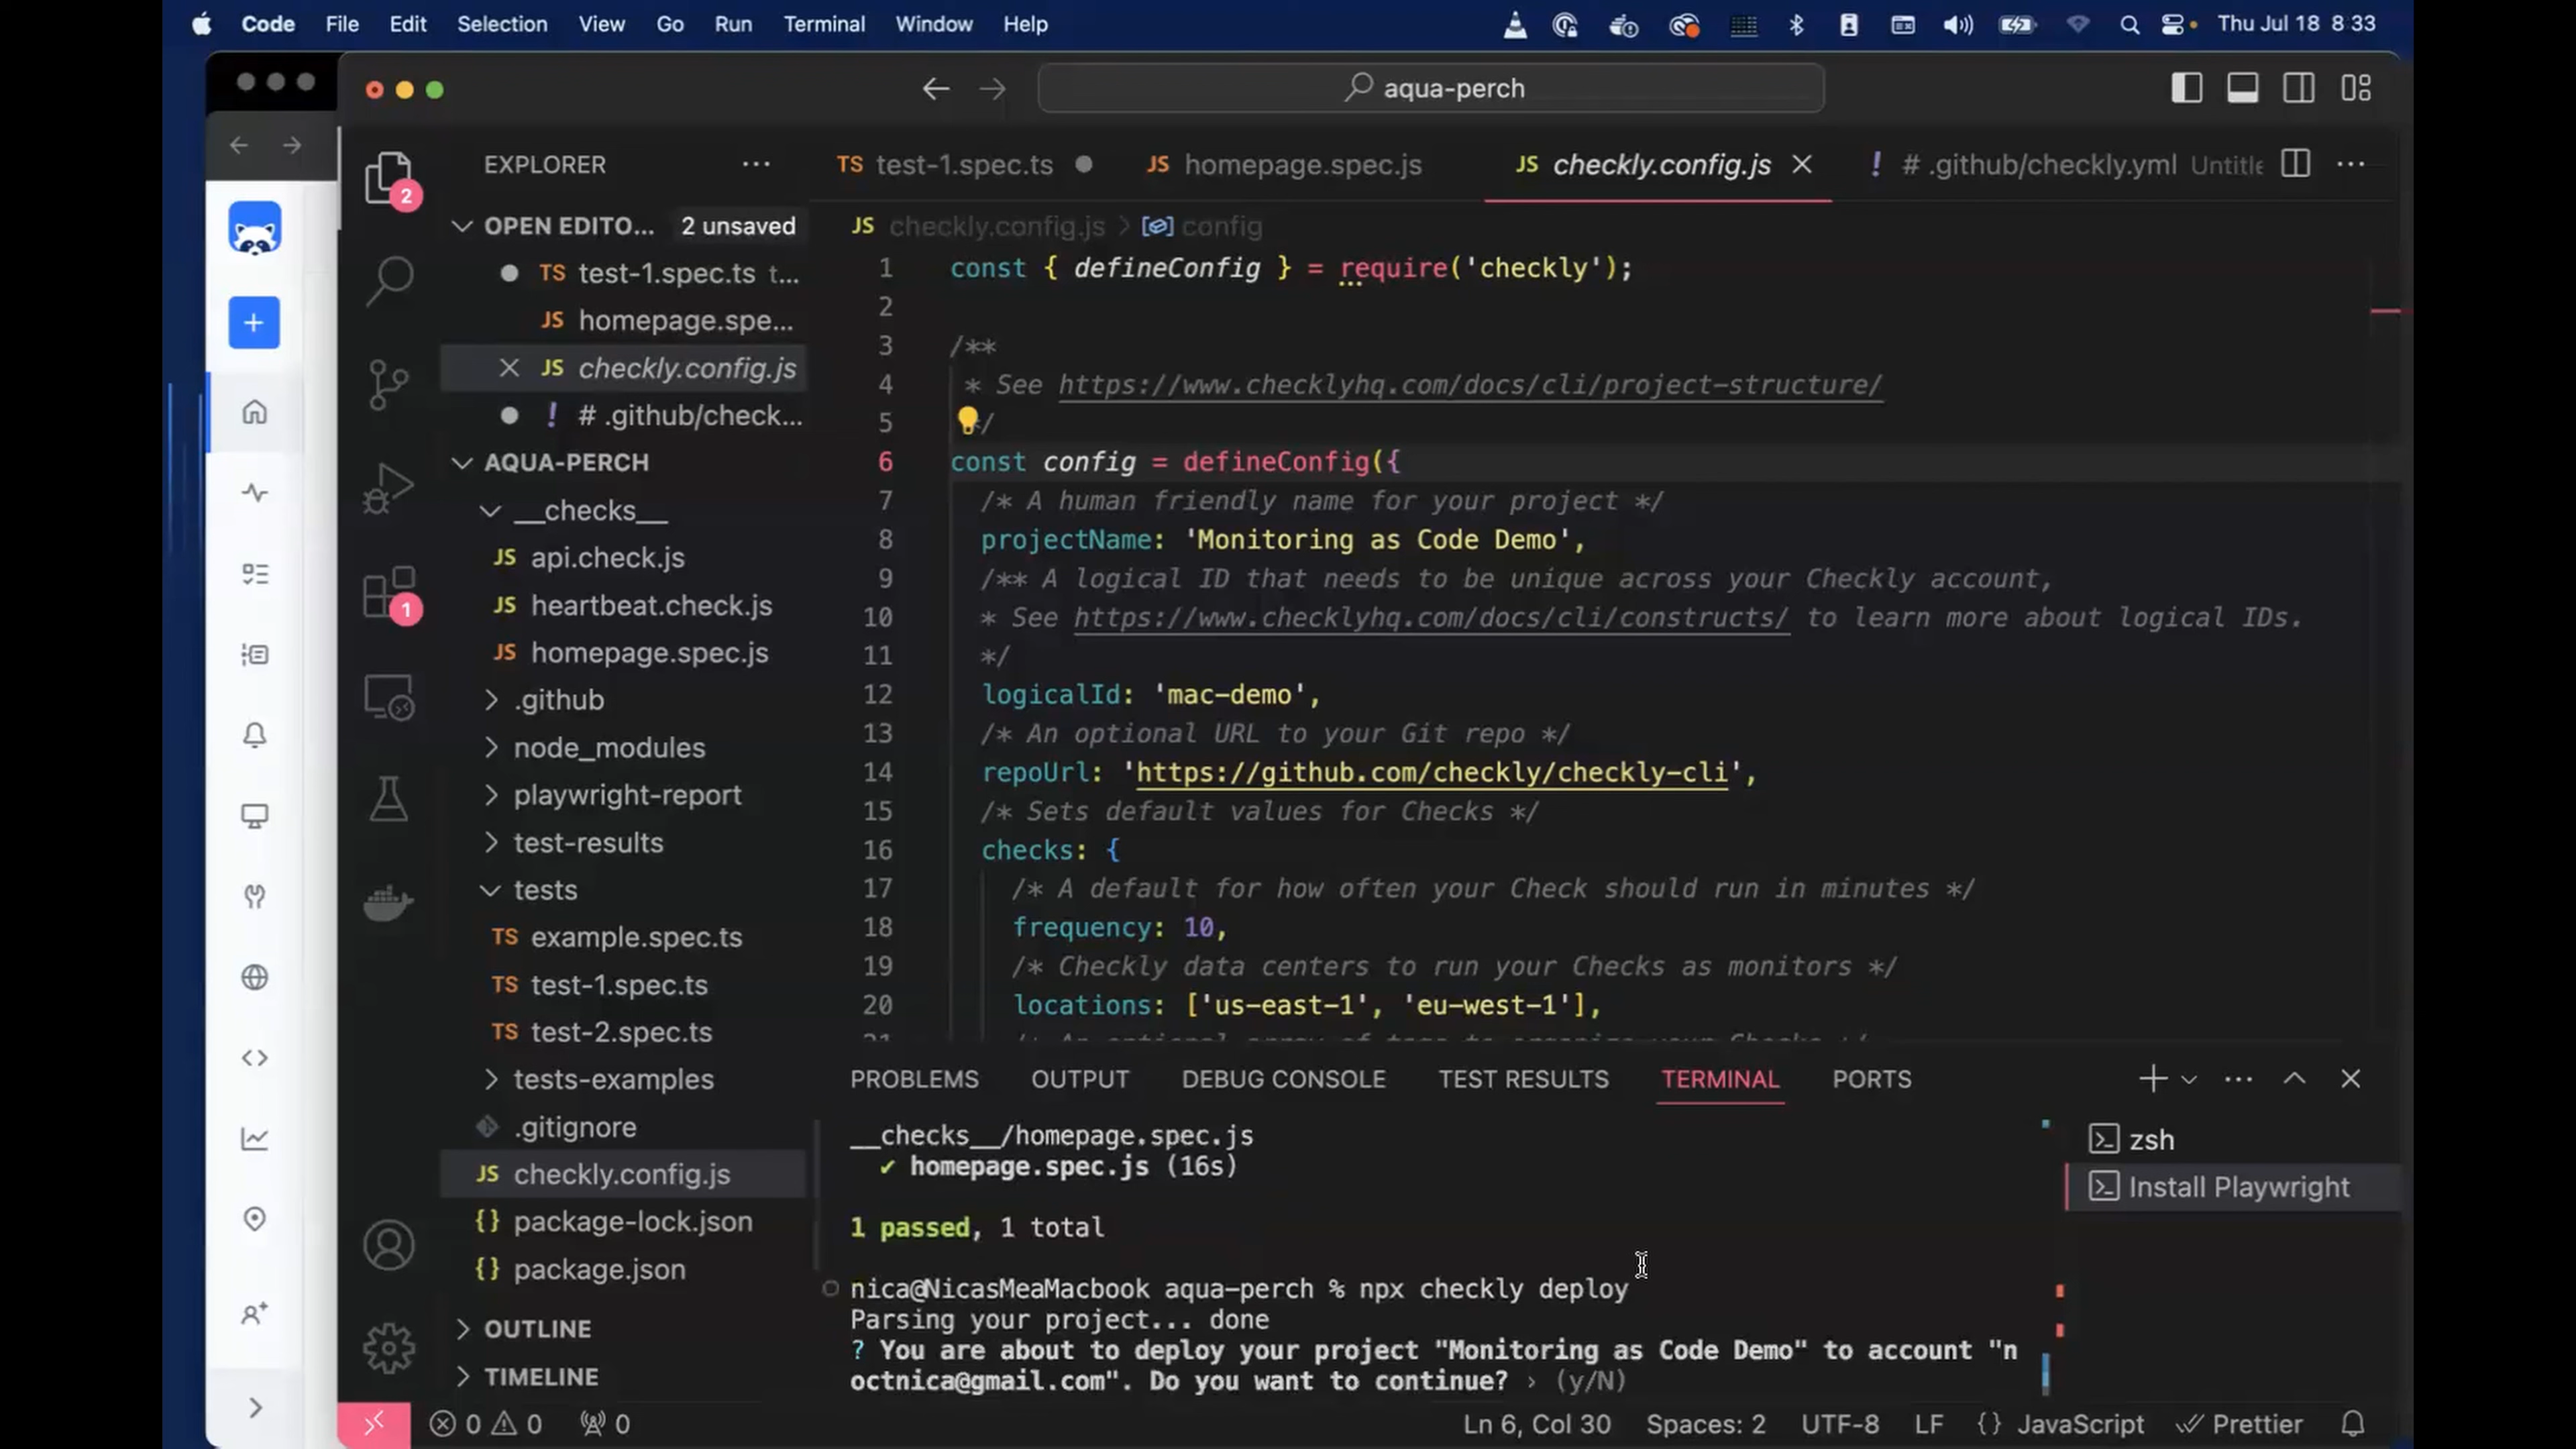 Code File Edit Selection View Go Run Terminal Window Help Thu Jul 18 8:33
aqua-perch
EXPLORER
2
OPEN EDITO... 2 unsaved
TS test-1.spec.ts t...
JS homepage.spe...
JS checkly.config.js
! # .github/check...
AQUA-PERCH
__checks__
JS api.check.js
JS heartbeat.check.js
1
JS homepage.spec.js
.github
node_modules
playwright-report
test-results
tests
TS example.spec.ts
TS test-1.spec.ts
TS test-2.spec.ts
tests-examples
.gitignore
JS checkly.config.js
{} package-lock.json
{} package.json
OUTLINE
TIMELINE
TS test-1.spec.ts JS homepage.spec.js JS checkly.config.js ! # .github/checkly.yml Untitle
JS checkly.config.js > config
1 const { defineConfig } = require('checkly');
2
3 /**
4 * See https://www.checklyhq.com/docs/cli/project-structure/
5 */
6 const config = defineConfig({
7 /* A human friendly name for your project */
8 projectName: 'Monitoring as Code Demo',
9 /** A logical ID that needs to be unique across your Checkly account,
10 * See https://www.checklyhq.com/docs/cli/constructs/ to learn more about logical IDs.
11 */
12 logicalId: 'mac-demo',
13 /* An optional URL to your Git repo */
14 repoUrl: 'https://github.com/checkly/checkly-cli',
15 /* Sets default values for Checks */
16 checks: {
17 /* A default for how often your Check should run in minutes */
18 frequency: 10,
19 /* Checkly data centers to run your Checks as monitors */
20 locations: ['us-east-1', 'eu-west-1'],
21 /* An optional array of tags to organize your Checks */
PROBLEMS OUTPUT DEBUG CONSOLE TEST RESULTS TERMINAL PORTS
__checks__/homepage.spec.js
✔ homepage.spec.js (16s)
1 passed, 1 total
nica@NicasMeaMacbook aqua-perch % npx checkly deploy
Parsing your project... done
? You are about to deploy your project "Monitoring as Code Demo" to account "n
octnica@gmail.com". Do you want to continue? › (y/N)
zsh
Install Playwright
0 0 0 Ln 6, Col 30 Spaces: 2 UTF-8 LF {} JavaScript Prettier